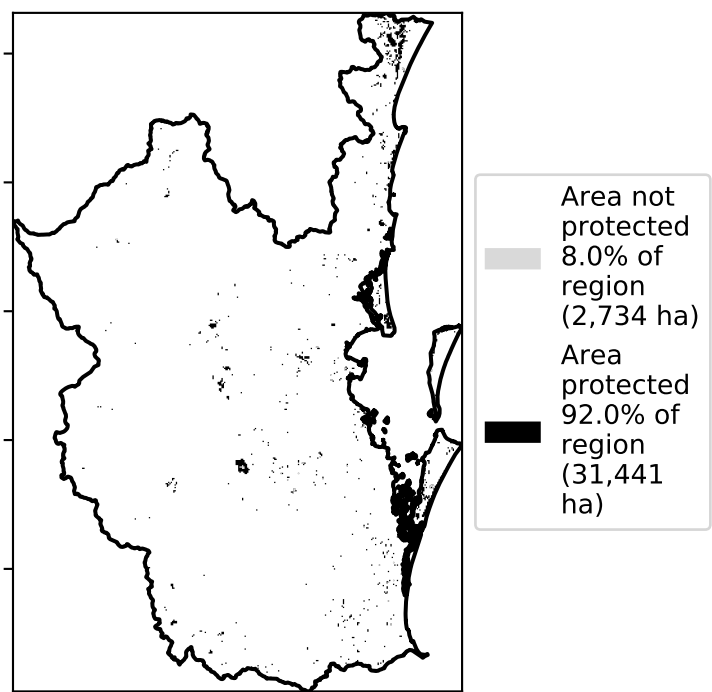 Area not
protected
8.0% of
region
(2,734 ha)
Area
protected
92.0% of
region
(31,441
ha)